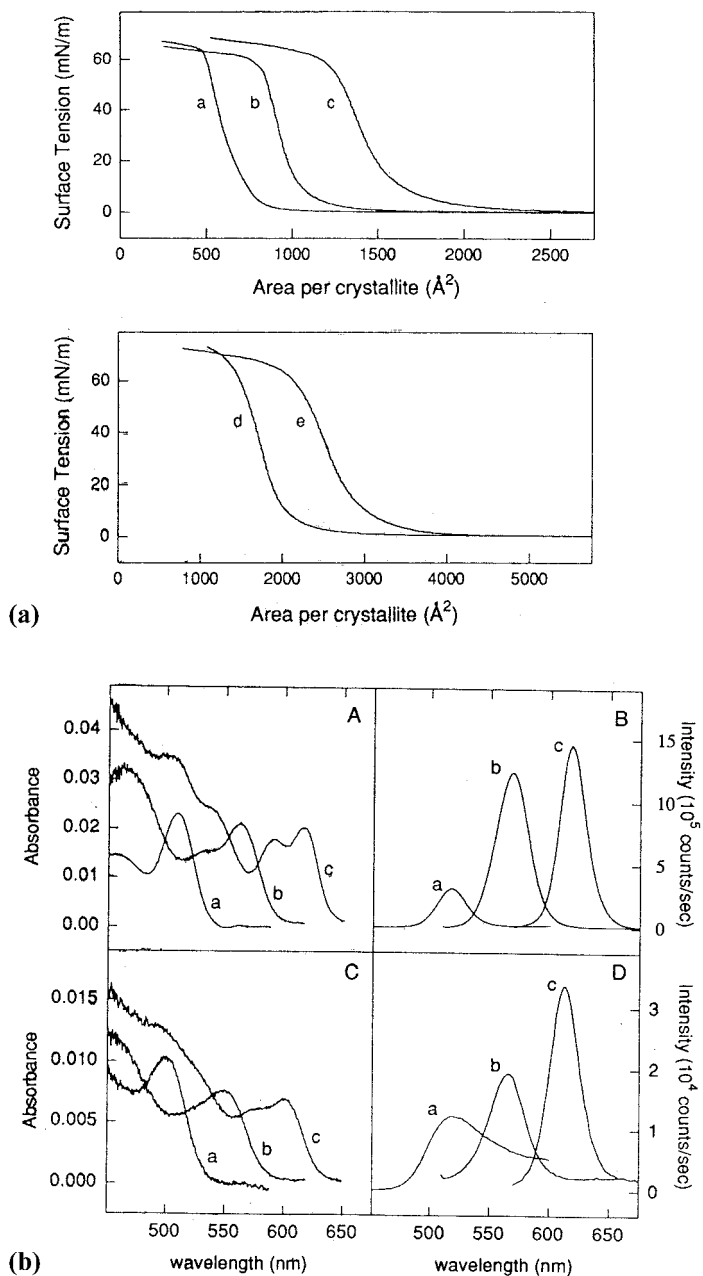 Surface Tension (mN/m)
60
40
20
0
a
b
c
0 500 1000 1500 2000 2500
Area per crystallite (Å²)
Surface Tension (mN/m)
60
40
20
0
d
e
0 1000 2000 3000 4000 5000
Area per crystallite (Å²)
(a)
Absorbance
0.04
0.03
0.02
0.01
0.00
A
a
b
c
B
a
b
c
15
10
5
0
Intensity (10⁵ counts/sec)
Absorbance
0.015
0.010
0.005
0.000
C
a
b
c
D
a
b
c
3
2
1
0
Intensity (10⁴ counts/sec)
500 550 600 650
500 550 600 650
wavelength (nm)
wavelength (nm)
(b)